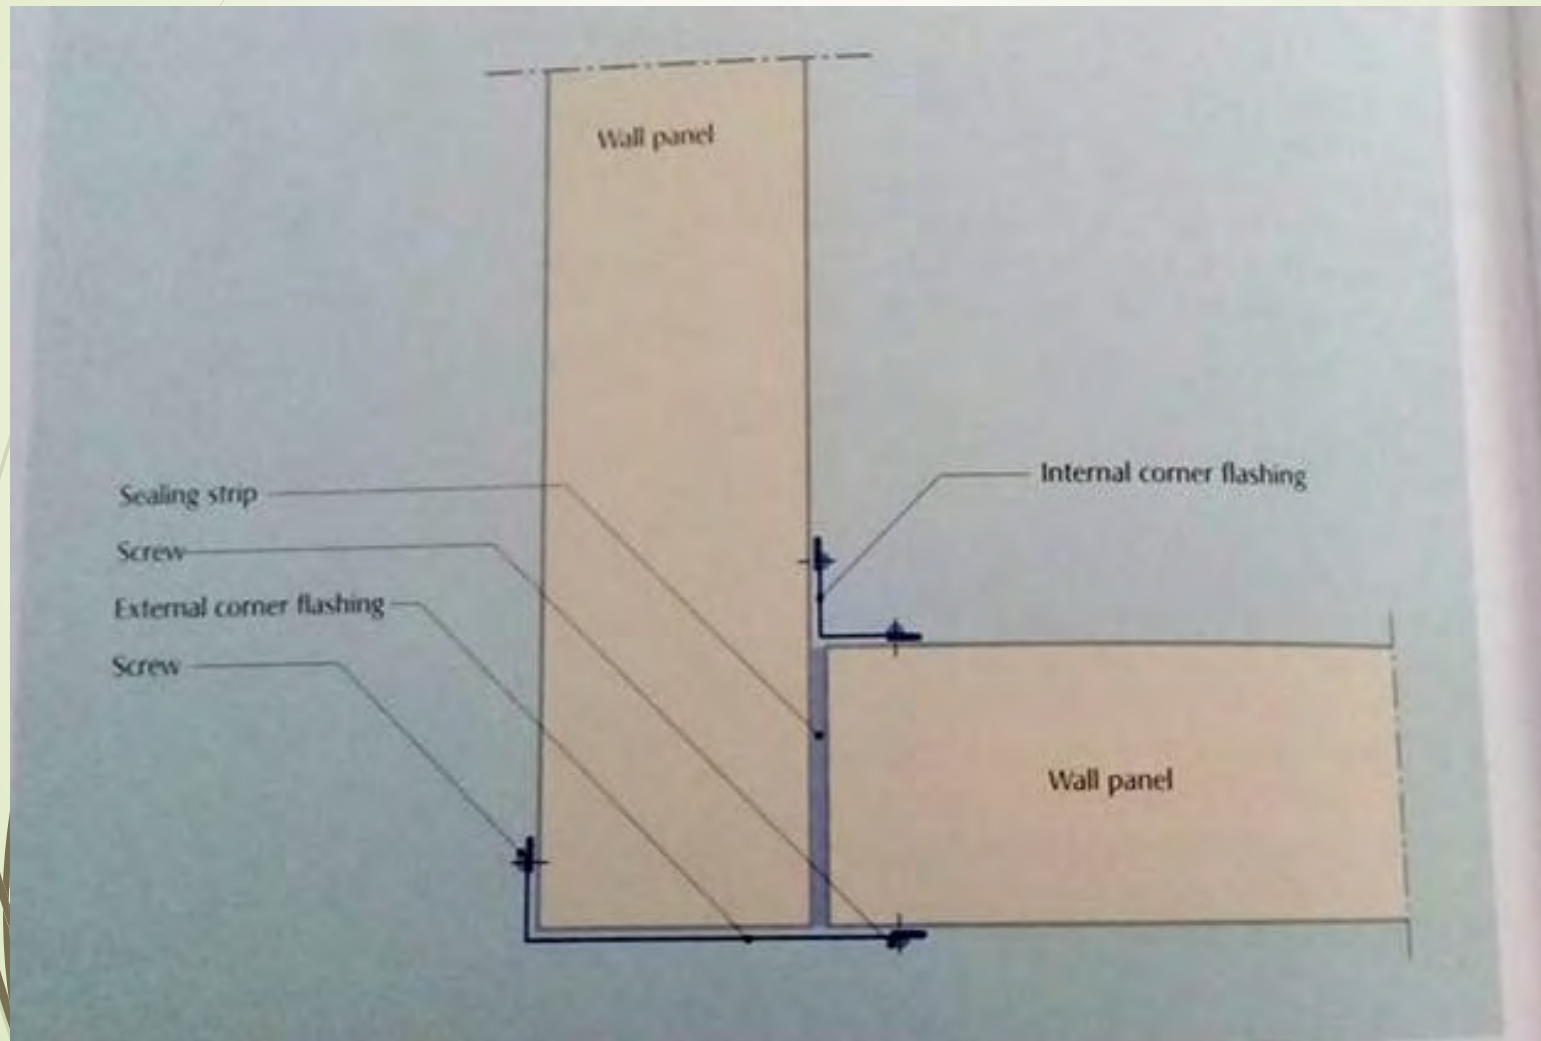 Wall panel
Sealing strip
Internal corner flashing
Screw
External corner flashing
Screw
Wall panel